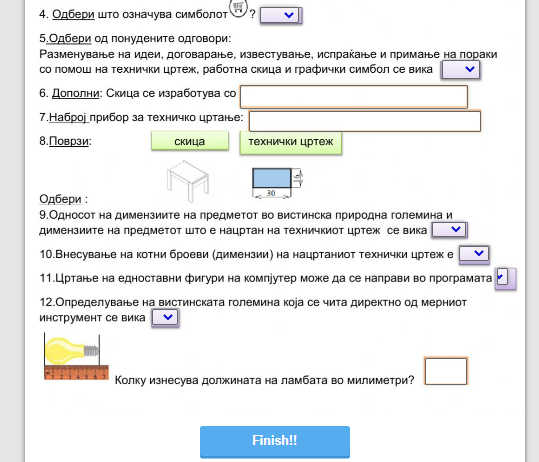 4. Одбери што означува симболот ?
5.Одбери од понудените одговори:
Разменување на идеи, договарање, известување, испраќање и примање на пораки
со помош на технички цртеж, работна скица и графички симбол се вика
6. Дополни: Скица се изработува со
7.Наброј прибор за техничко цртање:
8.Поврзи: скица технички цртеж
30
Одбери :
9.Односот на димензиите на предметот во вистинска природна големина и
димензиите на предметот што е нацртан на техничкиот цртеж се вика
10.Внесување на котни броеви (димензии) на нацртаниот технички цртеж е
11.Цртање на едноставни фигури на компјутер може да се направи во програмата
12.Определување на вистинската големина која се чита директно од мерниот
инструмент се вика
Колку изнесува должината на ламбата во милиметри?
Finish!!